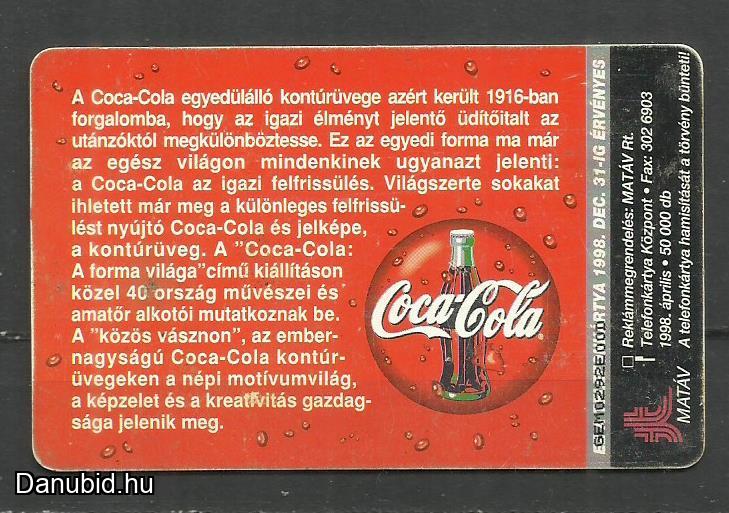 A Coca-Cola egyedülálló kontúrüvege azért került 1916-ban
forgalomba, hogy az igazi élményt jelentő üdítőitalt az
utánzóktól megkülönböztesse. Ez az egyedi forma ma már
az egész világon mindenkinek ugyanazt jelenti:
a Coca-Cola az igazi felfrissülés. Világszerte sokakat
ihletett már meg a különleges felfrissü-
lést nyújtó Coca-Cola és jelképe,
a kontúrüveg. A "Coca-Cola:
A forma világa" című kiállításon
közel 40 ország művészei és
amatőr alkotói mutatkoznak be.
A "közös vásznon", az ember-
nagyságú Coca-Cola kontúr-
üvegeken a népi motívumvilág,
a képzelet és a kreativitás gazdag-
sága jelenik meg.
Coca-Cola
KÁRTYA 1998. DEC. 31-IG ÉRVÉNYES
Reklámmegrendelés: MATÁV Rt.
Telefonkártya Központ • Fax: 302 6903
1998. április • 50 000 db
A telefonkártya hamisítását a törvény bünteti!
MATÁV
Danubid.hu